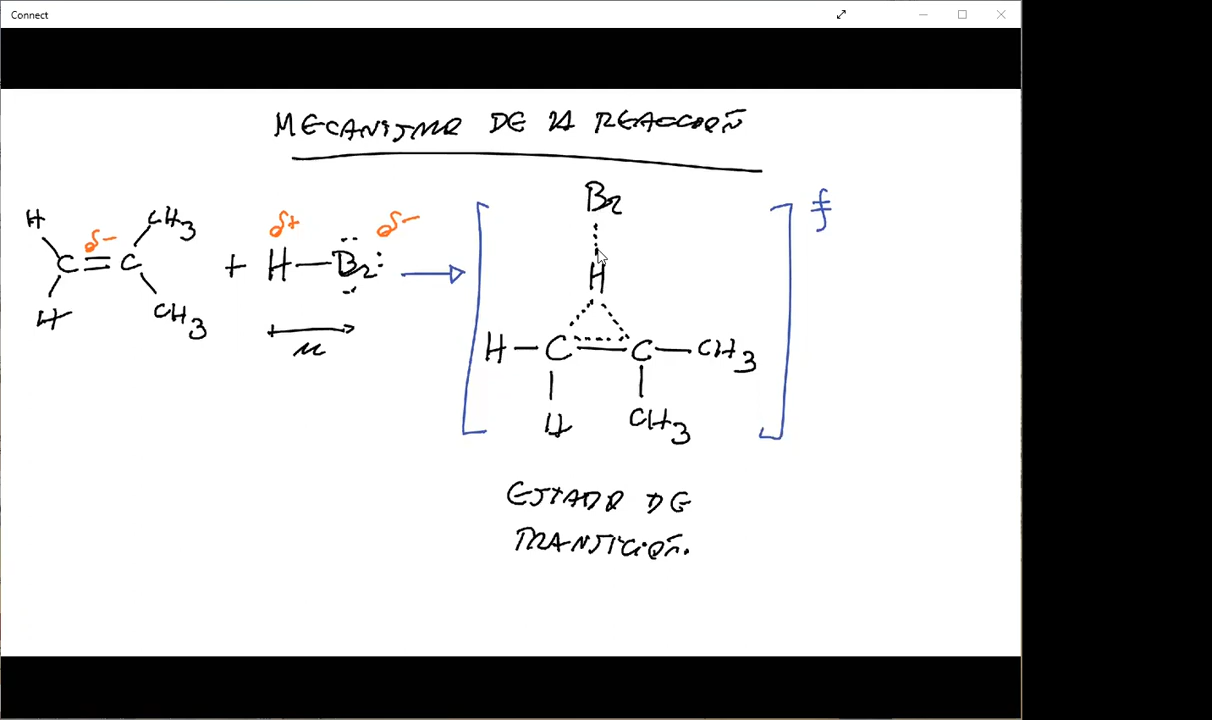 Connect
MECANISMO DE LA REACCIÓN
H CH3 δ- C=C H CH3
+ δ+ H—Br: δ-
μ
Br
H
H—C=C—CH3
H CH3
‡
ESTADO DE
TRANSICIÓN.